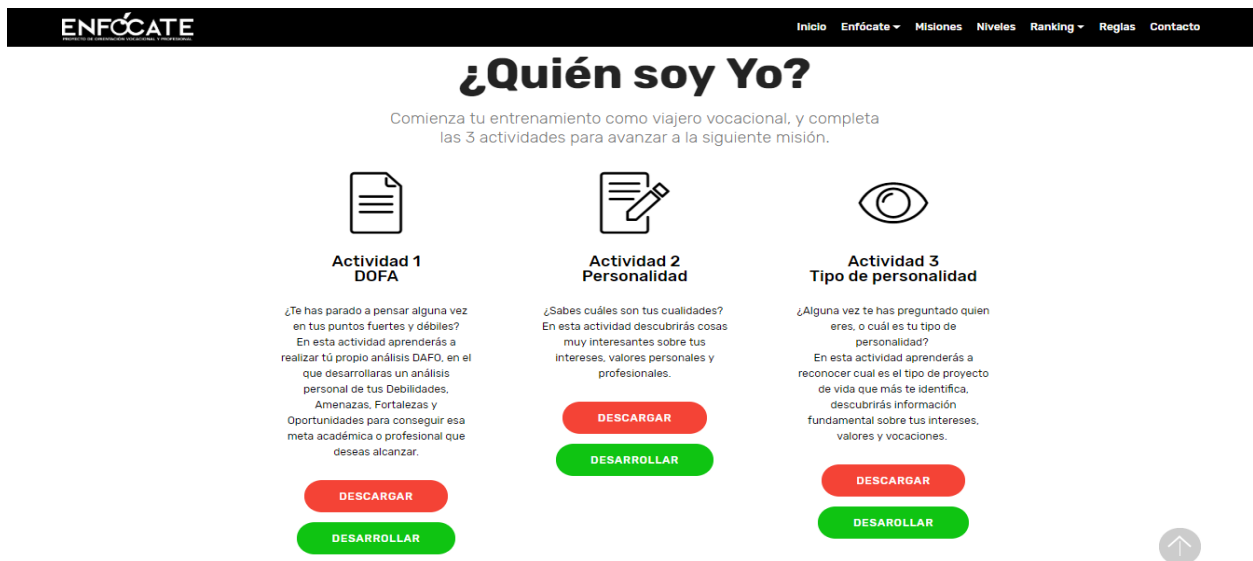 ENFÓCATE
PROYECTO DE ORIENTACIÓN VOCACIONAL Y PROFESIONAL
Inicio Enfócate Misiones Niveles Ranking Reglas Contacto
¿Quién soy Yo?
Comienza tu entrenamiento como viajero vocacional, y completa
las 3 actividades para avanzar a la siguiente misión.
Actividad 1
DOFA
¿Te has parado a pensar alguna vez
en tus puntos fuertes y débiles?
En esta actividad aprenderás a
realizar tú propio análisis DAFO, en el
que desarrollaras un análisis
personal de tus Debilidades,
Amenazas, Fortalezas y
Oportunidades para conseguir esa
meta académica o profesional que
deseas alcanzar.
DESCARGAR
DESARROLLAR
Actividad 2
Personalidad
¿Sabes cuáles son tus cualidades?
En esta actividad descubrirás cosas
muy interesantes sobre tus
intereses, valores personales y
profesionales.
DESCARGAR
DESARROLLAR
Actividad 3
Tipo de personalidad
¿Alguna vez te has preguntado quien
eres, o cuál es tu tipo de
personalidad?
En esta actividad aprenderás a
reconocer cual es el tipo de proyecto
de vida que más te identifica,
descubrirás información
fundamental sobre tus intereses,
valores y vocaciones.
DESCARGAR
DESAROLLAR